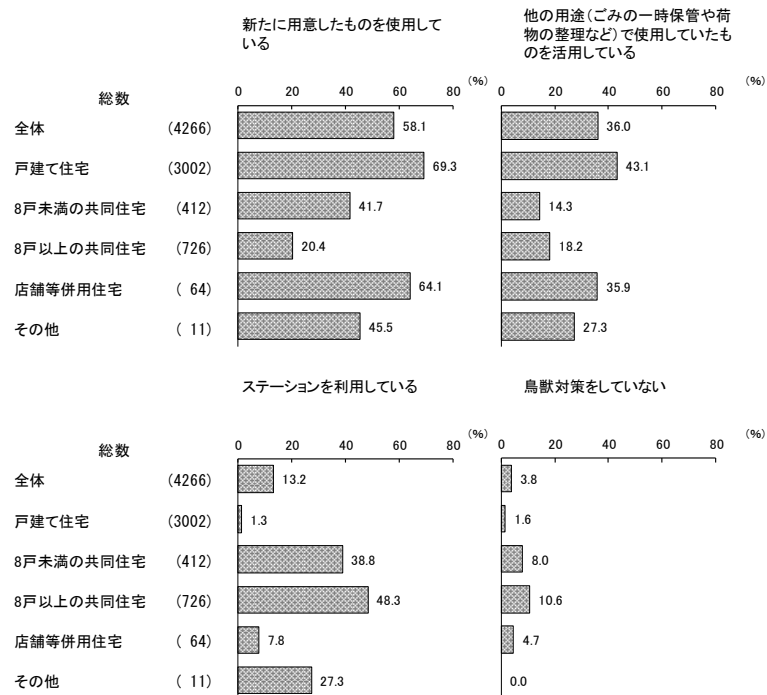 新たに用意したものを使用して
いる
他の用途(ごみの一時保管や荷
物の整理など)で使用していたも
のを活用している
(%) (%)
総数 0 20 40 60 80 0 20 40 60 80
全体 (4266) 58.1 36.0
戸建て住宅 (3002) 69.3 43.1
8戸未満の共同住宅 (412) 41.7 14.3
8戸以上の共同住宅 (726) 20.4 18.2
店舗等併用住宅 ( 64) 64.1 35.9
その他 ( 11) 45.5 27.3
ステーションを利用している 鳥獣対策をしていない
(%) (%)
総数 0 20 40 60 80 0 20 40 60 80
全体 (4266) 13.2 3.8
戸建て住宅 (3002) 1.3 1.6
8戸未満の共同住宅 (412) 38.8 8.0
8戸以上の共同住宅 (726) 48.3 10.6
店舗等併用住宅 ( 64) 7.8 4.7
その他 ( 11) 27.3 0.0